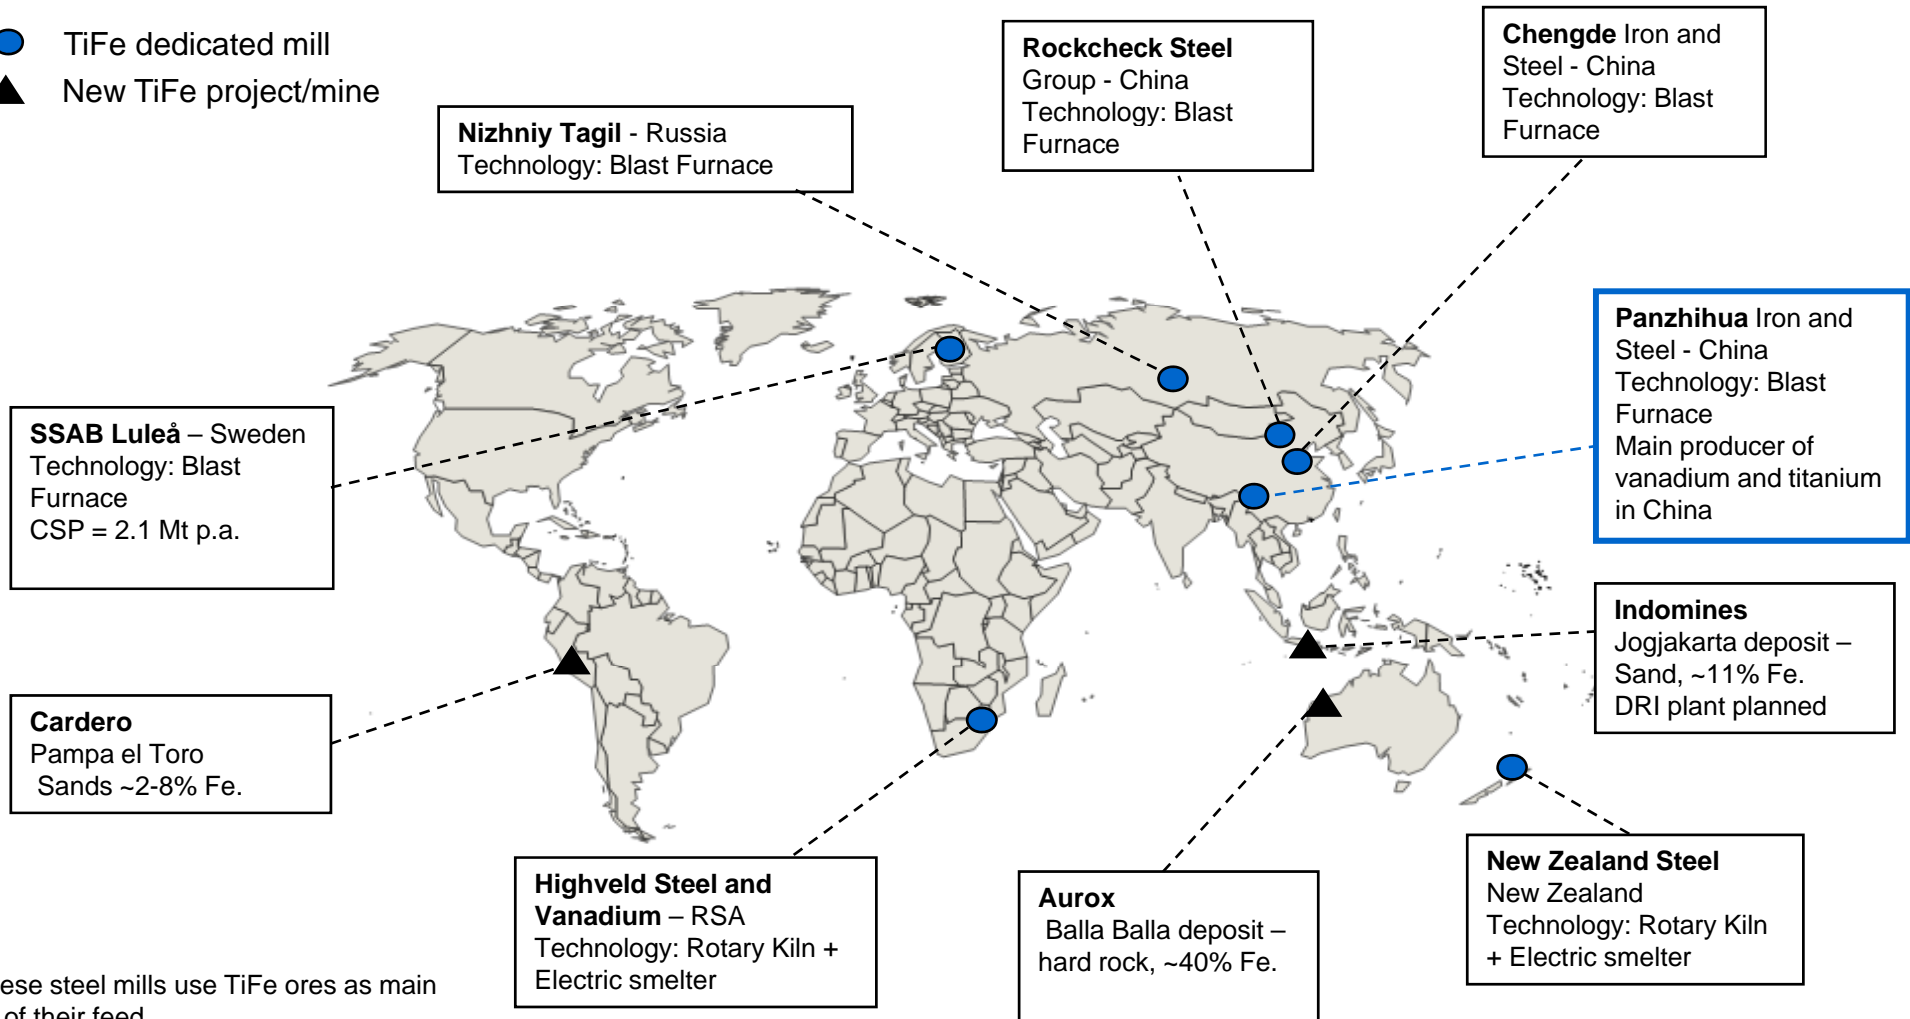 TiFe dedicated mill
New TiFe project/mine
Nizhniy Tagil - Russia
Technology: Blast Furnace
Rockcheck Steel
Group - China
Technology: Blast
Furnace
Chengde Iron and
Steel - China
Technology: Blast
Furnace
Panzhihua Iron and
Steel - China
Technology: Blast
Furnace
Main producer of
vanadium and titanium
in China
SSAB Luleå – Sweden
Technology: Blast
Furnace
CSP = 2.1 Mt p.a.
Indomines
Jogjakarta deposit –
Sand, ~11% Fe.
DRI plant planned
Cardero
Pampa el Toro
Sands ~2-8% Fe.
Highveld Steel and
Vanadium – RSA
Technology: Rotary Kiln +
Electric smelter
Aurox
Balla Balla deposit –
hard rock, ~40% Fe.
New Zealand Steel
New Zealand
Technology: Rotary Kiln
+ Electric smelter
ese steel mills use TiFe ores as main
of their feed